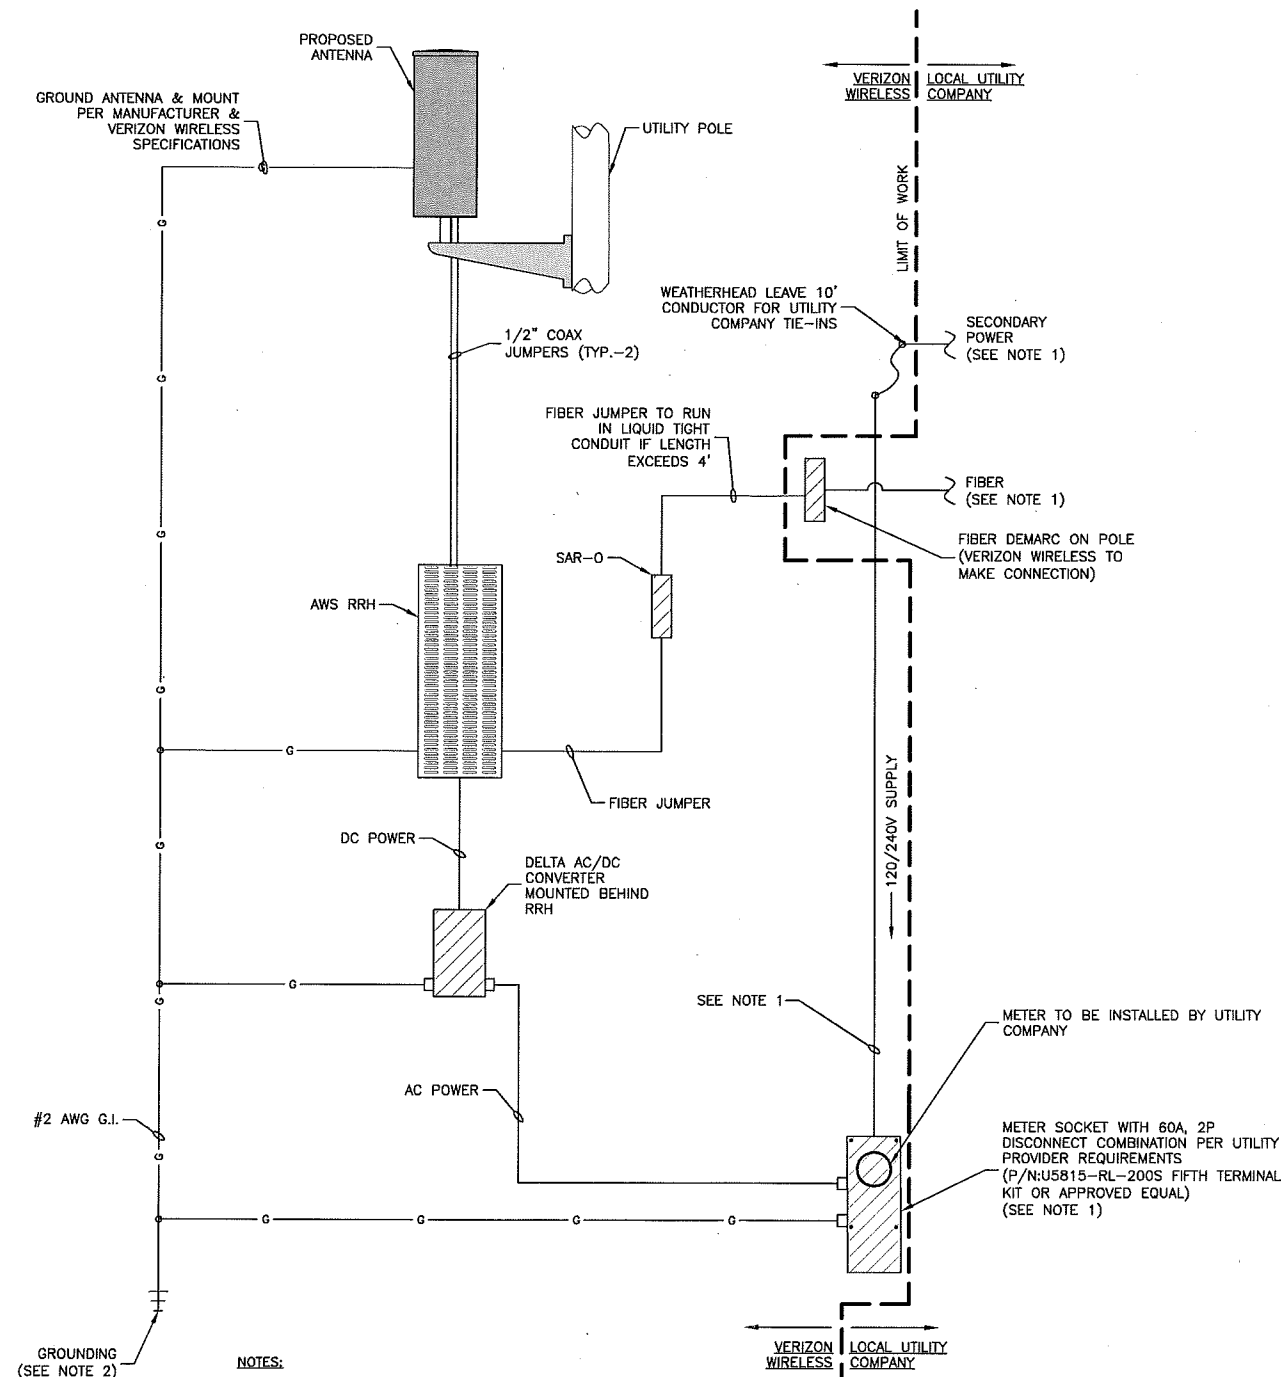 PROPOSED
ANTENNA
VERIZON
WIRELESS
LOCAL UTILITY
COMPANY
GROUND ANTENNA & MOUNT
PER MANUFACTURER &
VERIZON WIRELESS
SPECIFICATIONS
UTILITY POLE
LIMIT OF WORK
G
G
G
G
G
G
G
WEATHERHEAD LEAVE 10'
CONDUCTOR FOR UTILITY
COMPANY TIE-INS
SECONDARY
POWER
(SEE NOTE 1)
1/2" COAX
JUMPERS (TYP.-2)
FIBER JUMPER TO RUN
IN LIQUID TIGHT
CONDUIT IF LENGTH
EXCEEDS 4'
FIBER
(SEE NOTE 1)
FIBER DEMARC ON POLE
(VERIZON WIRELESS TO
MAKE CONNECTION)
SAR-O
AWS RRH
G
FIBER JUMPER
120/240V SUPPLY
DC POWER
DELTA AC/DC
CONVERTER
MOUNTED BEHIND
RRH
G
SEE NOTE 1
METER TO BE INSTALLED BY UTILITY
COMPANY
AC POWER
#2 AWG G.I.
METER SOCKET WITH 60A, 2P
DISCONNECT COMBINATION PER UTILITY
PROVIDER REQUIREMENTS
(P/N:U5815-RL-200S FIFTH TERMINAL
KIT OR APPROVED EQUAL)
(SEE NOTE 1)
G G G G
GROUNDING
(SEE NOTE 2)
NOTES:
VERIZON
WIRELESS
LOCAL UTILITY
COMPANY